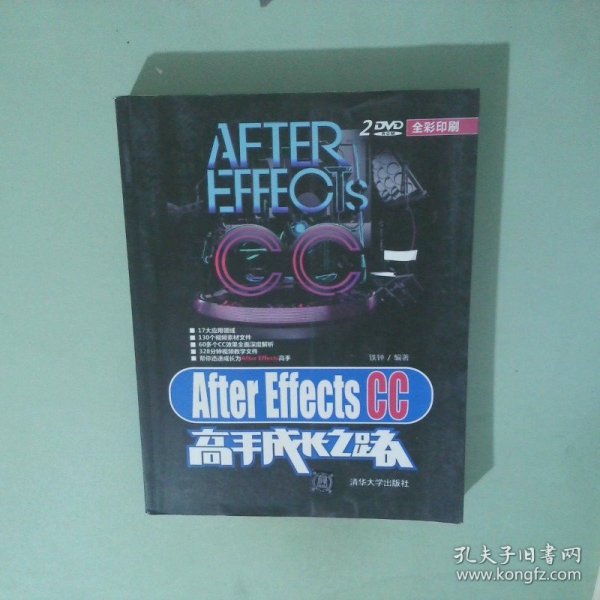 2 DVD 全彩印刷
AFTER
EFFECTS
CC
■ 17大应用领域
■ 130个视频素材文件
■ 60多个CC效果全面深度解析
■ 328分钟视频教学文件
■ 帮你迅速成长为After Effects高手
铁钟 / 编著
After Effects CC
高手成长之路
清华大学出版社
孔夫子旧书网
www.kongfz.com